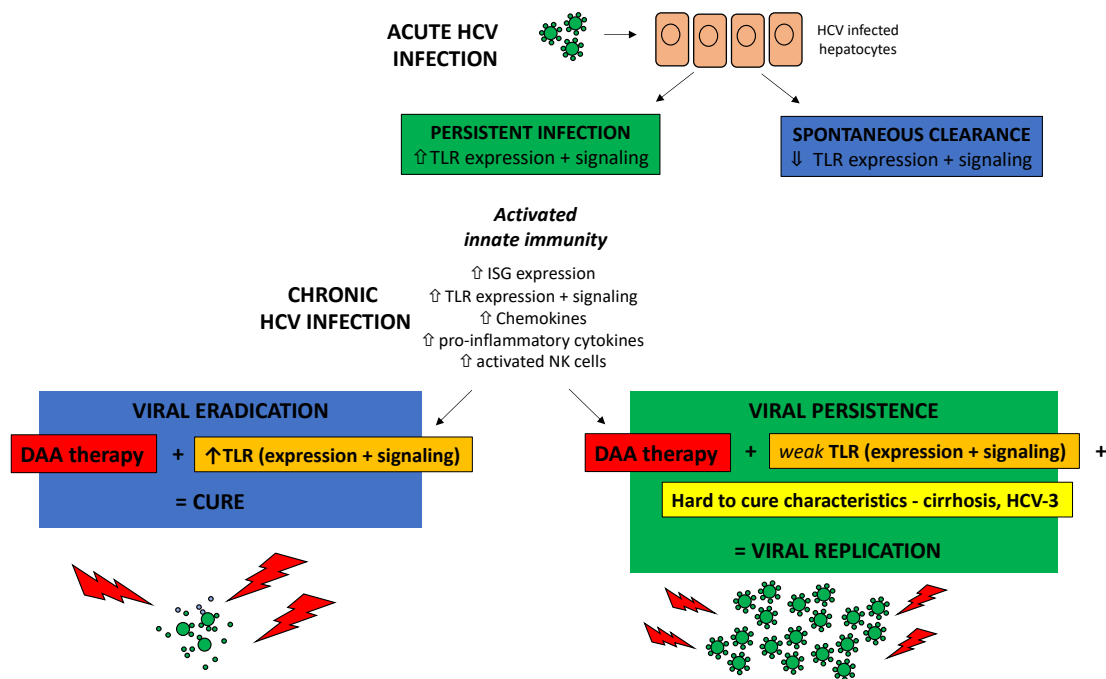 ACUTE HCV
INFECTION
HCV infected
hepatocytes
PERSISTENT INFECTION
⇧TLR expression + signaling
SPONTANEOUS CLEARANCE
⇓ TLR expression + signaling
Activated
innate immunity
⇧ ISG expression
⇧ TLR expression + signaling
⇧ Chemokines
⇧ pro-inflammatory cytokines
⇧ activated NK cells
CHRONIC
HCV INFECTION
VIRAL ERADICATION
DAA therapy + ↑TLR (expression + signaling)
= CURE
VIRAL PERSISTENCE
DAA therapy + weak TLR (expression + signaling) +
Hard to cure characteristics - cirrhosis, HCV-3
= VIRAL REPLICATION